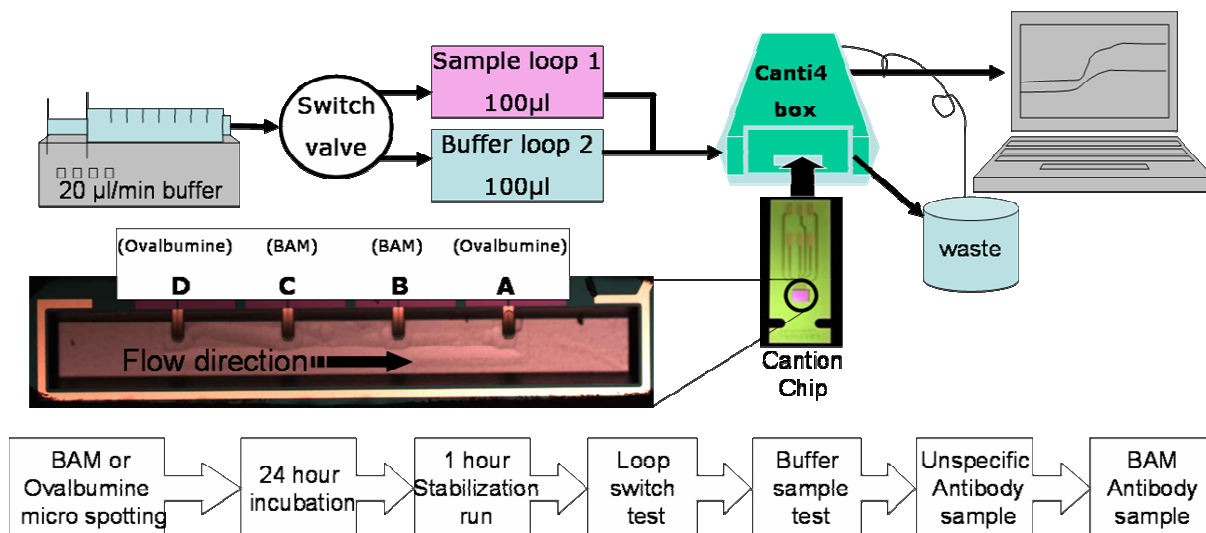 Sample loop 1
100µl
Switch
valve
Buffer loop 2
100µl
Canti4
box
20 µl/min buffer
waste
(Ovalbumine) (BAM) (BAM) (Ovalbumine)
D C B A
Flow direction
Cantion
Chip
BAM or
Ovalbumine
micro spotting
24 hour
incubation
1 hour
Stabilization
run
Loop
switch
test
Buffer
sample
test
Unspecific
Antibody
sample
BAM
Antibody
sample